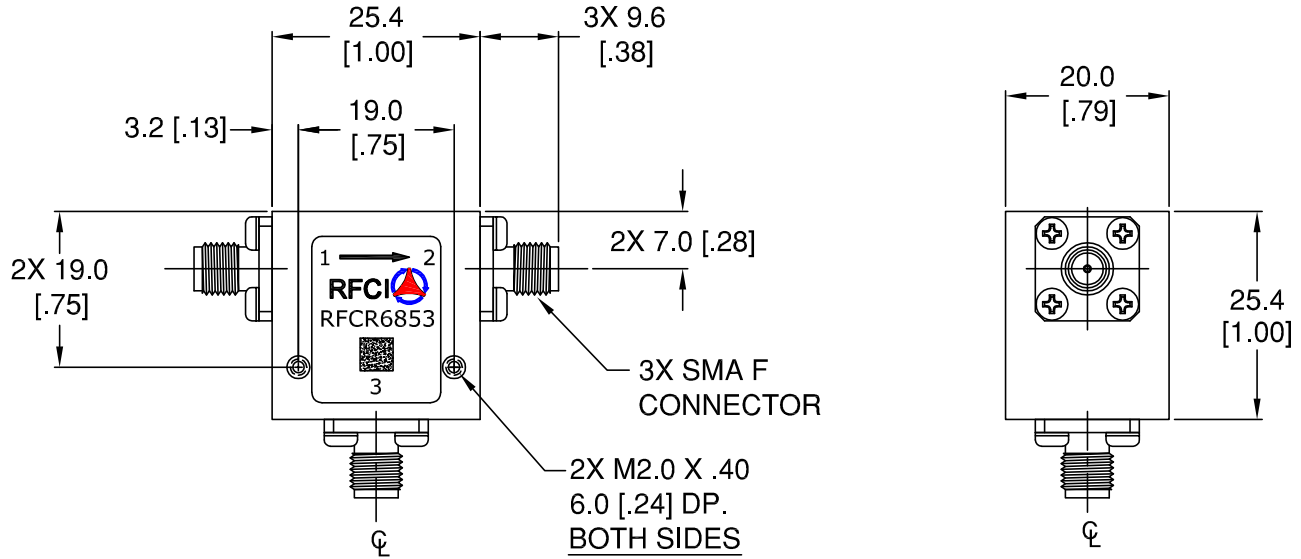 25.4
[1.00]
3X 9.6
[.38]
3.2 [.13]
19.0
[.75]
2X 19.0
[.75]
2X 7.0 [.28]
1 2
RFCI
RFCR6853
3
3X SMA F
CONNECTOR
2X M2.0 X .40
6.0 [.24] DP.
BOTH SIDES
℄
20.0
[.79]
25.4
[1.00]
℄